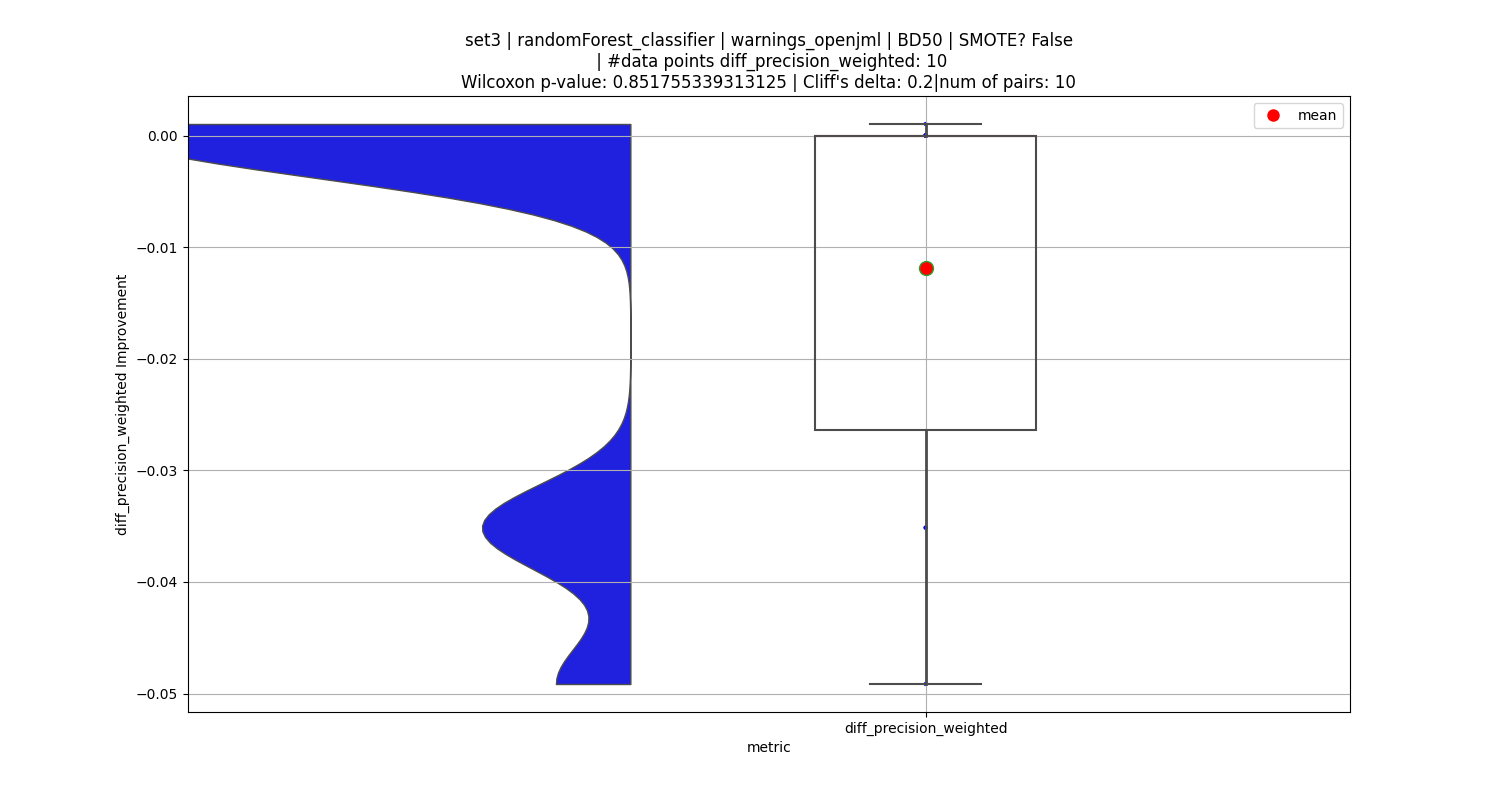 set3 | randomForest_classifier | warnings_openjml | BD50 | SMOTE? False
| #data points diff_precision_weighted: 10
Wilcoxon p-value: 0.851755339313125 | Cliff's delta: 0.2|num of pairs: 10
mean
0.00
−0.01
−0.02
−0.03
−0.04
−0.05
diff_precision_weighted Improvement
diff_precision_weighted
metric